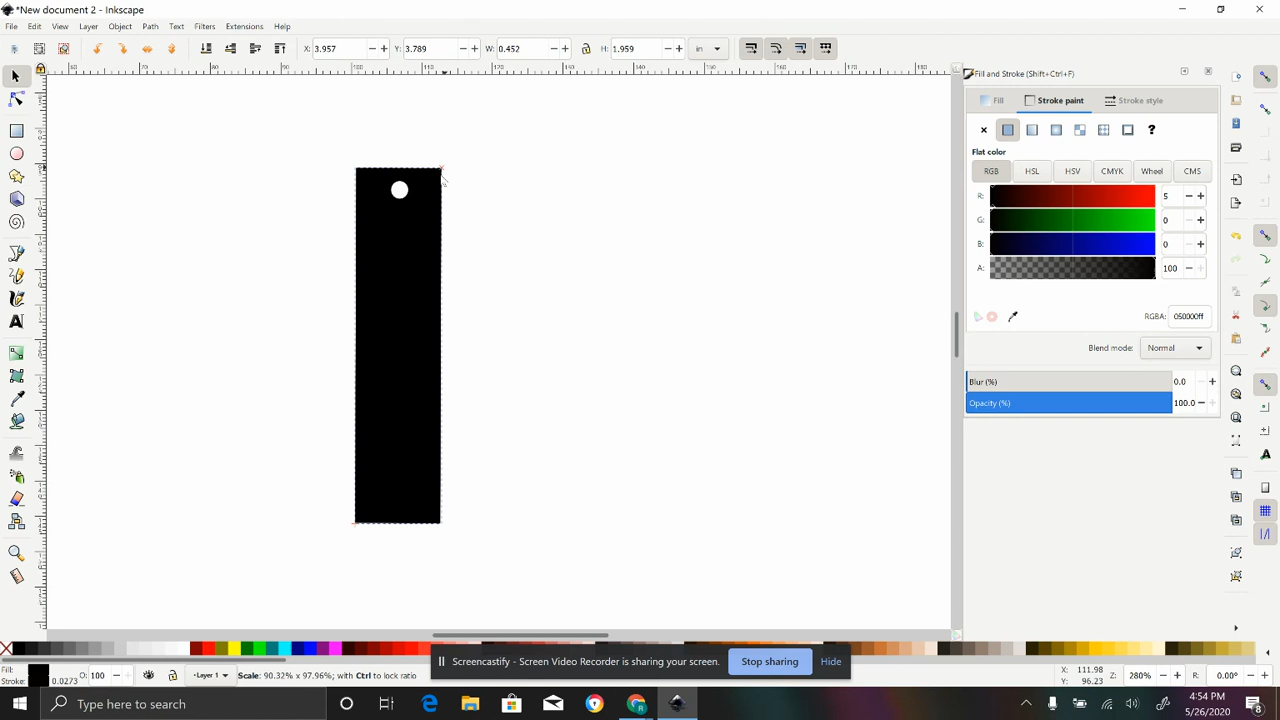 *New document 2 - Inkscape
File Edit View Layer Object Path Text Filters Extensions Help
X: 3.957 Y: 3.789 W: 0.452 H: 1.959 in
Fill and Stroke (Shift+Ctrl+F)
Fill Stroke paint Stroke style
?
Flat color
RGB HSL HSV CMYK Wheel CMS
R: 5
G: 0
B: 0
A: 100
RGBA: 050000ff
Blend mode: Normal
Blur (%) 0.0
Opacity (%) 100.0
Screencastify - Screen Video Recorder is sharing your screen. Stop sharing Hide
Fill:
Stroke: 0.0273 O: 100 Layer 1 Scale: 90.32% x 97.96%; with Ctrl to lock ratio
X: 111.98
Y: 96.23
Z: 280% R: 0.00°
Type here to search
4:54 PM
5/26/2020